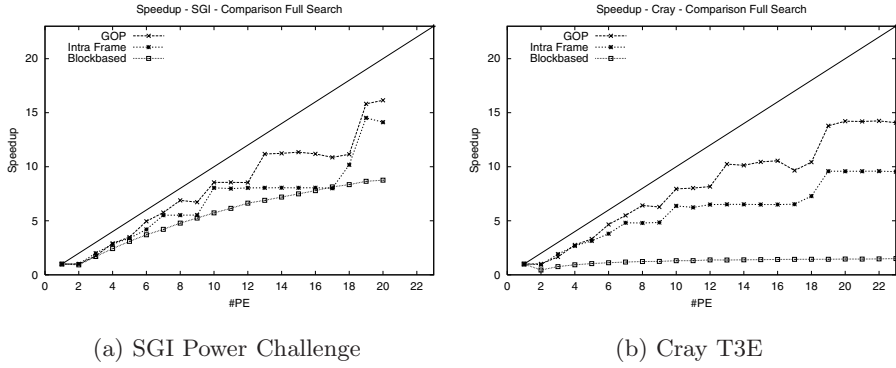 Speedup - SGI - Comparison Full Search
GOP
Intra Frame
Blockbased
Speedup
20
15
10
5
0
0 2 4 6 8 10 12 14 16 18 20 22
#PE
(a) SGI Power Challenge
Speedup - Cray - Comparison Full Search
GOP
Intra Frame
Blockbased
Speedup
20
15
10
5
0
0 2 4 6 8 10 12 14 16 18 20 22
#PE
(b) Cray T3E